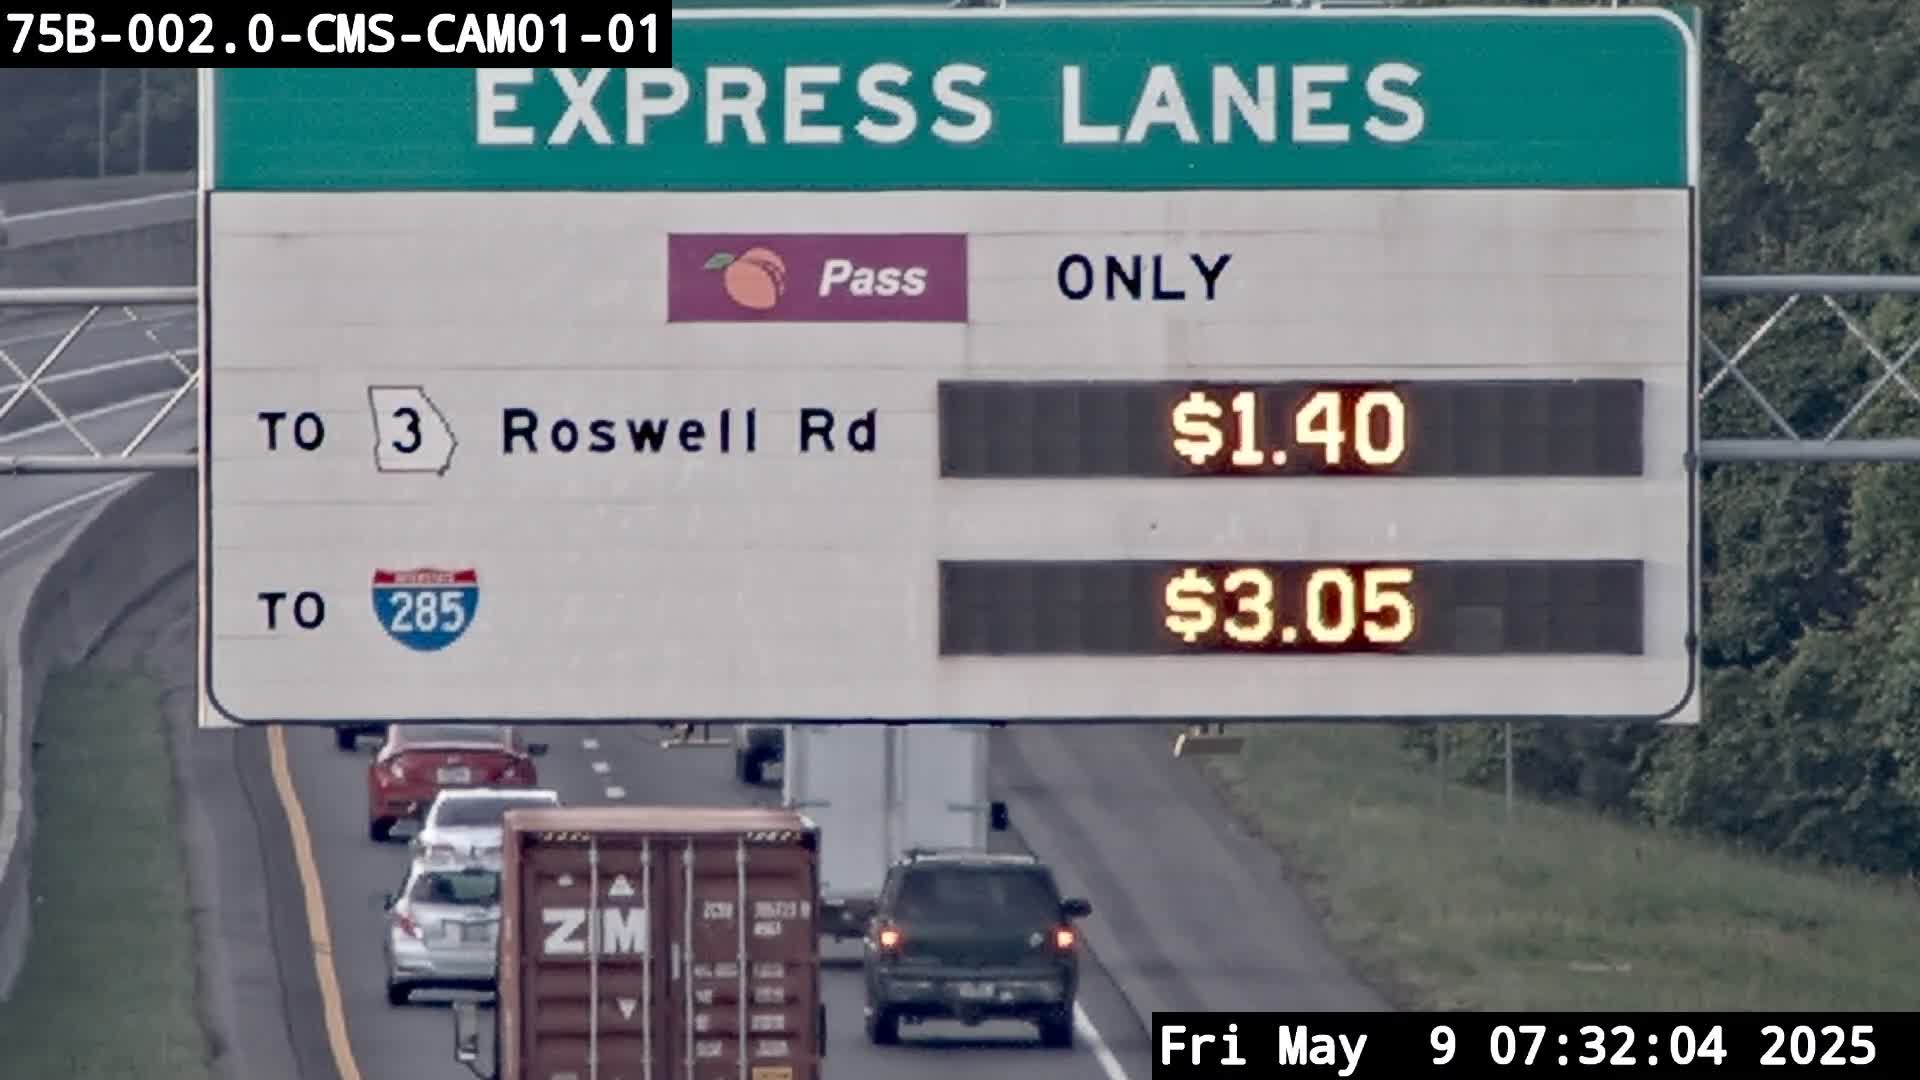 75B-002.0-CMS-CAM01-01
EXPRESS LANES
Pass ONLY
TO 3 Roswell Rd $1.40
TO 285 $3.05
ZIM
Fri May 9 07:32:04 2025